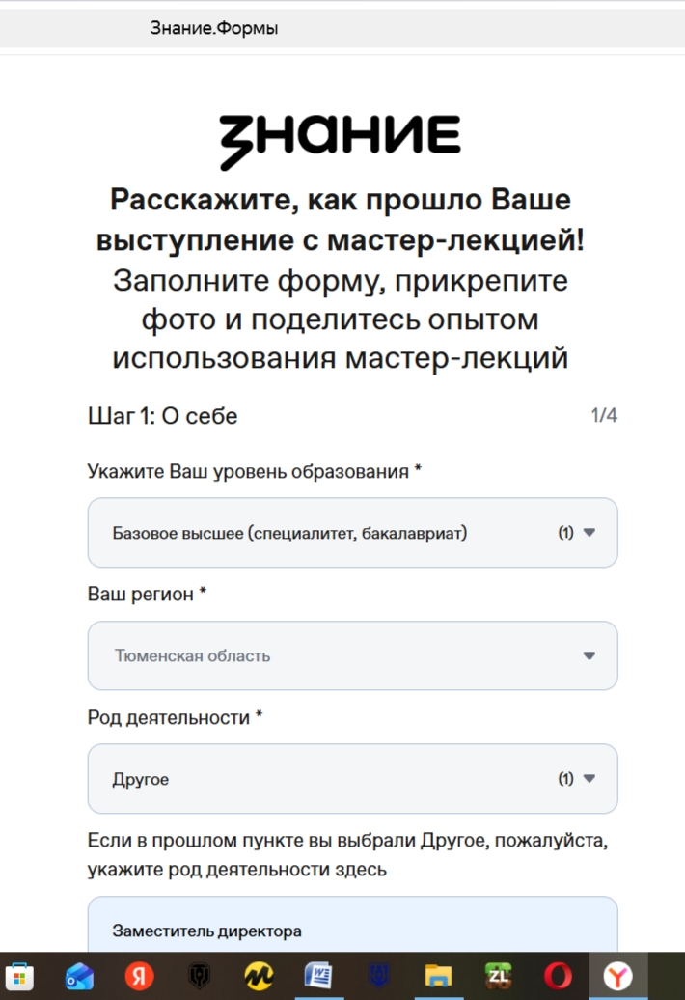 Знание.Формы
ЗНАНИЕ
Расскажите, как прошло Ваше
выступление с мастер-лекцией!
Заполните форму, прикрепите
фото и поделитесь опытом
использования мастер-лекций
Шаг 1: О себе 1/4
Укажите Ваш уровень образования *
Базовое высшее (специалитет, бакалавриат) (1)
Ваш регион *
Тюменская область
Род деятельности *
Другое (1)
Если в прошлом пункте вы выбрали Другое, пожалуйста,
укажите род деятельности здесь
Заместитель директора
Я ZL Y